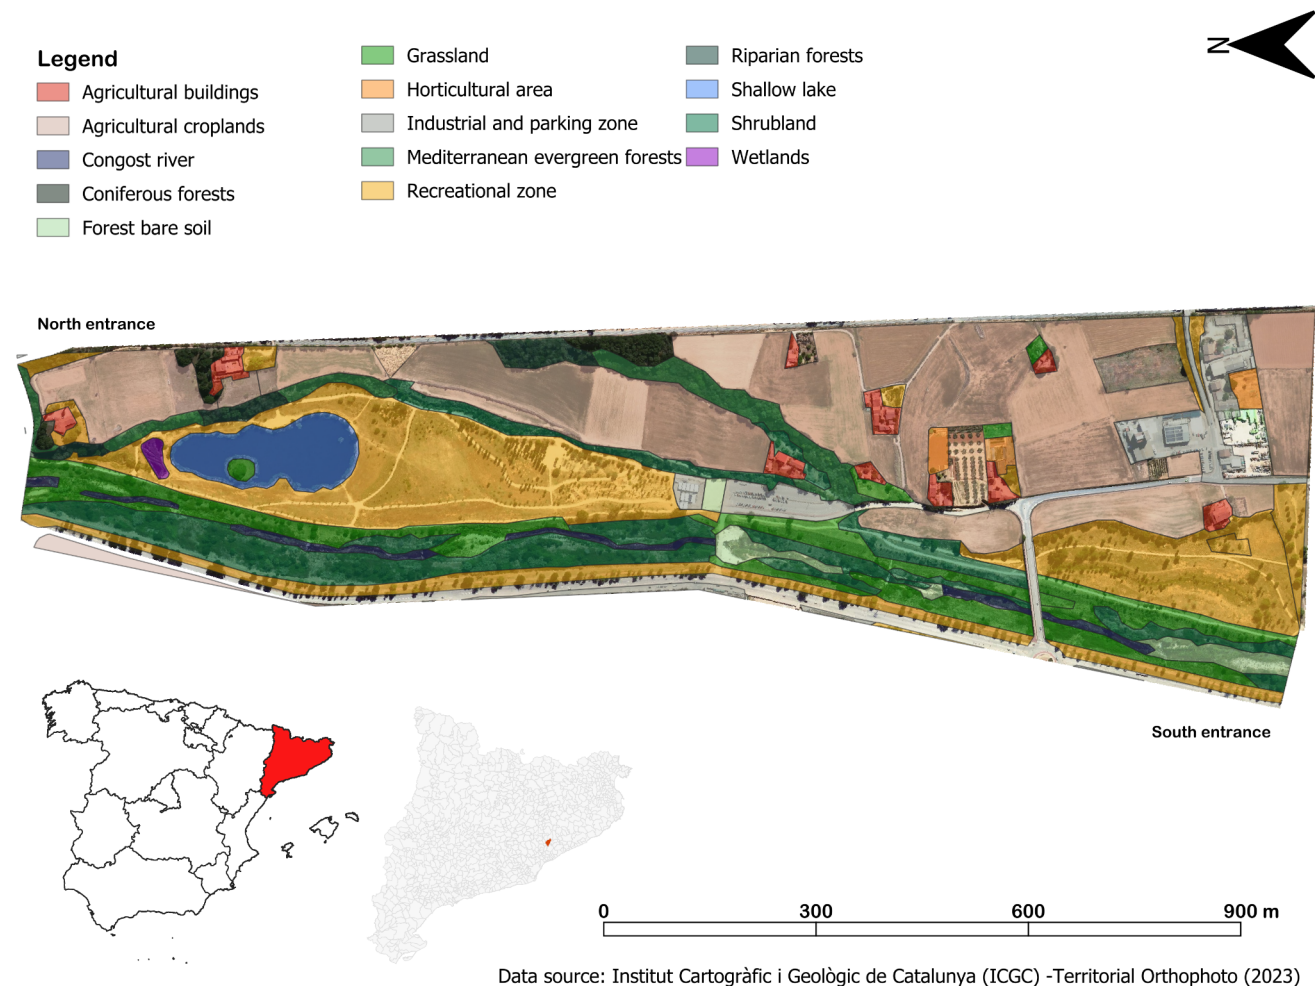 Legend
Agricultural buildings
Agricultural croplands
Congost river
Coniferous forests
Forest bare soil
Grassland
Horticultural area
Industrial and parking zone
Mediterranean evergreen forests
Recreational zone
Riparian forests
Shallow lake
Shrubland
Wetlands
N
North entrance
South entrance
0 300 600 900 m
Data source: Institut Cartogràfic i Geològic de Catalunya (ICGC) -Territorial Orthophoto (2023)